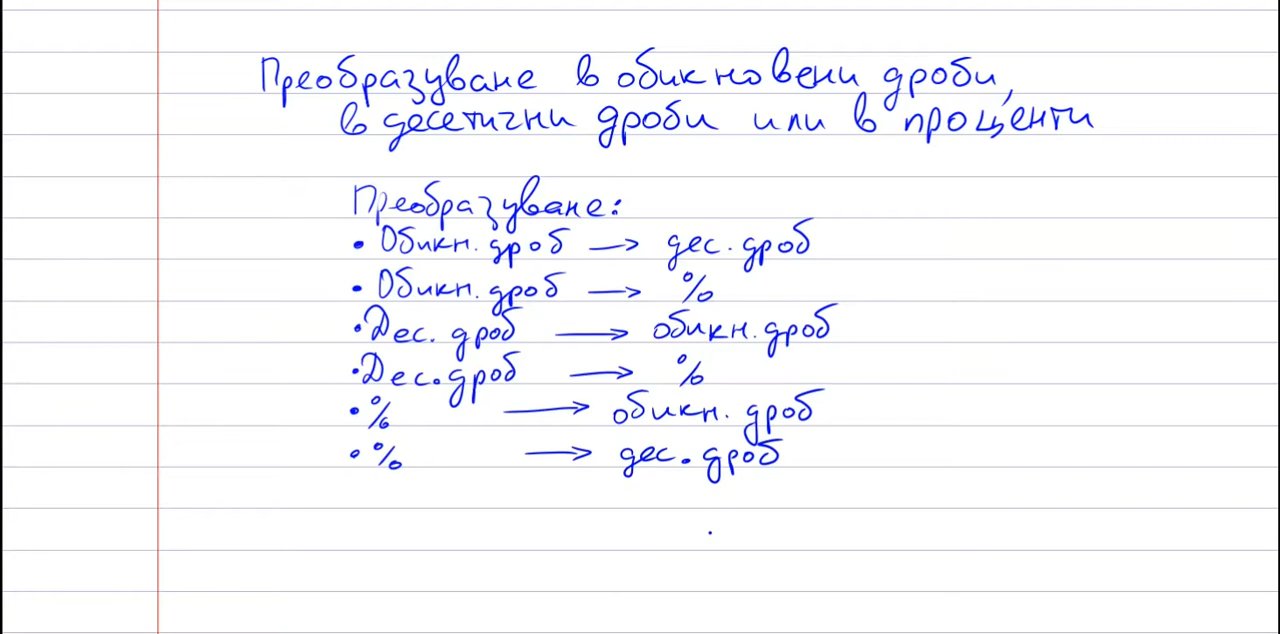 Преобразуване в обикновени дроби,
в десетични дроби или в проценти
Преобразуване:
• Обикн. дроб → дес. дроб
• Обикн. дроб → %
• Дес. дроб → обикн. дроб
• Дес. дроб → %
• % → обикн. дроб
• % → дес. дроб